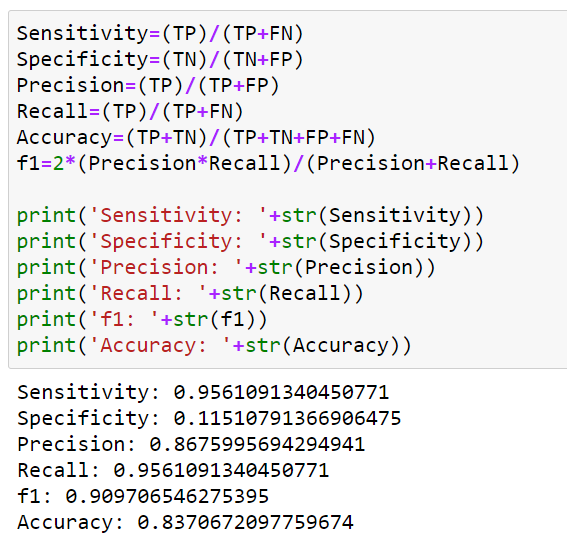 Sensitivity=(TP)/(TP+FN)
Specificity=(TN)/(TN+FP)
Precision=(TP)/(TP+FP)
Recall=(TP)/(TP+FN)
Accuracy=(TP+TN)/(TP+TN+FP+FN)
f1=2*(Precision*Recall)/(Precision+Recall)
print('Sensitivity: '+str(Sensitivity))
print('Specificity: '+str(Specificity))
print('Precision: '+str(Precision))
print('Recall: '+str(Recall))
print('f1: '+str(f1))
print('Accuracy: '+str(Accuracy))
Sensitivity: 0.9561091340450771
Specificity: 0.11510791366906475
Precision: 0.8675995694294941
Recall: 0.9561091340450771
f1: 0.909706546275395
Accuracy: 0.8370672097759674